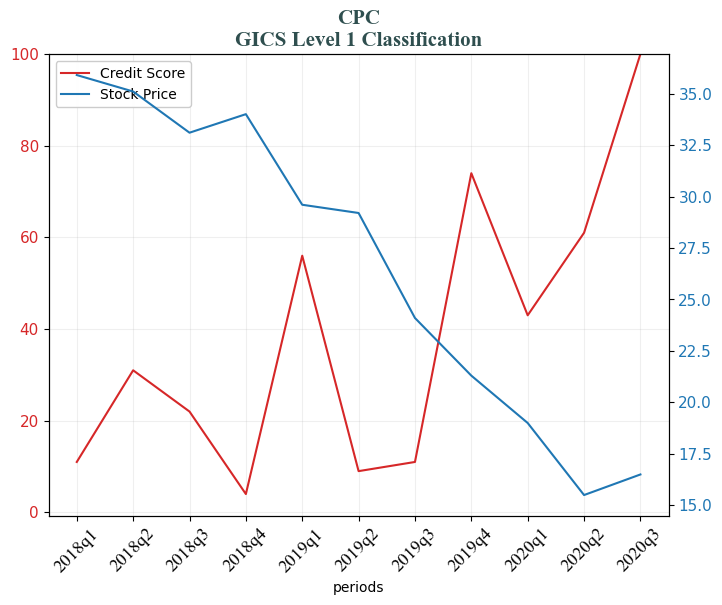 CPC
GICS Level 1 Classification
Credit Score
Stock Price
100
80
60
40
20
0
35.0
32.5
30.0
27.5
25.0
22.5
20.0
17.5
15.0
2018q1
2018q2
2018q3
2018q4
2019q1
2019q2
2019q3
2019q4
2020q1
2020q2
2020q3
periods